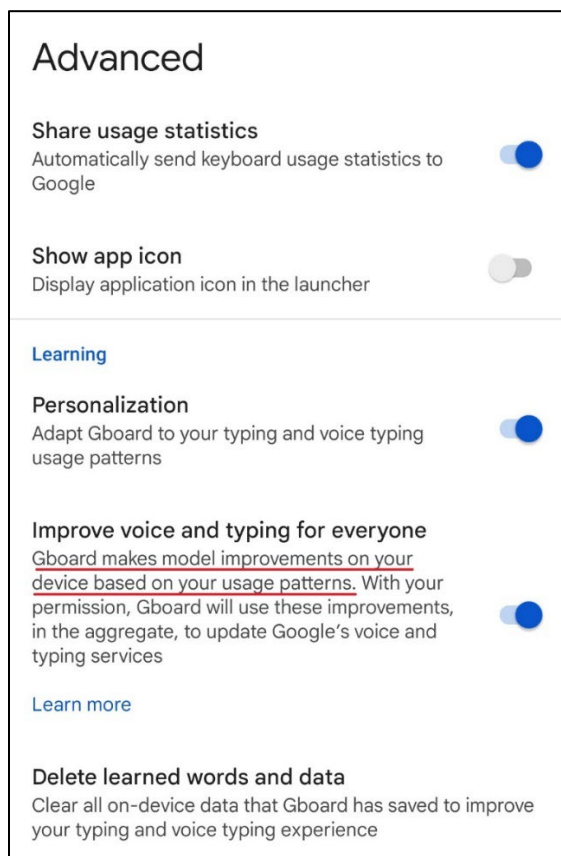 Advanced
Share usage statistics
Automatically send keyboard usage statistics to
Google
Show app icon
Display application icon in the launcher
Learning
Personalization
Adapt Gboard to your typing and voice typing
usage patterns
Improve voice and typing for everyone
Gboard makes model improvements on your
device based on your usage patterns. With your
permission, Gboard will use these improvements,
in the aggregate, to update Google's voice and
typing services
Learn more
Delete learned words and data
Clear all on-device data that Gboard has saved to improve
your typing and voice typing experience